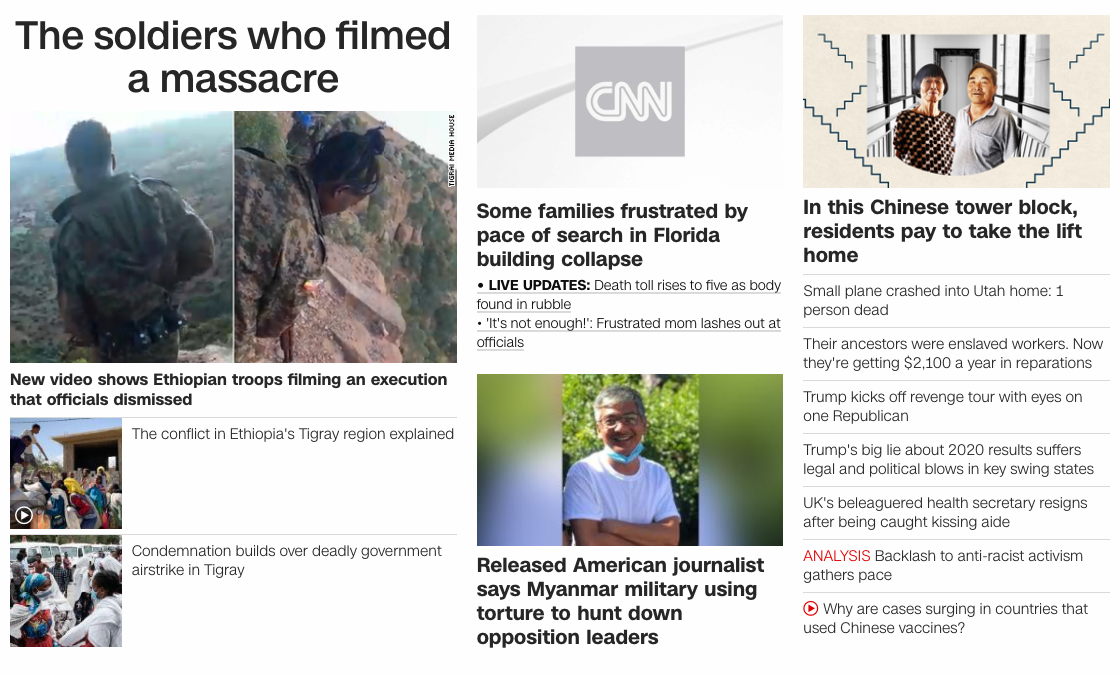 The soldiers who filmed
a massacre
TIGRAI MEDIA HOUSE
New video shows Ethiopian troops filming an execution
that officials dismissed
The conflict in Ethiopia's Tigray region explained
Condemnation builds over deadly government
airstrike in Tigray
CNN
Some families frustrated by
pace of search in Florida
building collapse
• LIVE UPDATES: Death toll rises to five as body
found in rubble
• 'It's not enough!': Frustrated mom lashes out at
officials
Released American journalist
says Myanmar military using
torture to hunt down
opposition leaders
In this Chinese tower block,
residents pay to take the lift
home
Small plane crashed into Utah home: 1
person dead
Their ancestors were enslaved workers. Now
they're getting $2,100 a year in reparations
Trump kicks off revenge tour with eyes on
one Republican
Trump's big lie about 2020 results suffers
legal and political blows in key swing states
UK's beleaguered health secretary resigns
after being caught kissing aide
ANALYSIS Backlash to anti-racist activism
gathers pace
Why are cases surging in countries that
used Chinese vaccines?